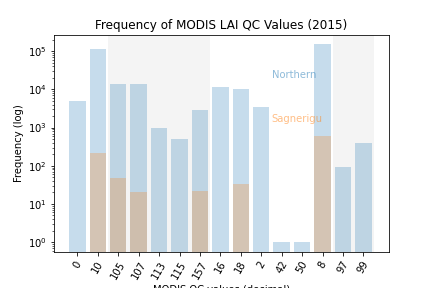 Frequency of MODIS LAI QC Values (2015)
Frequency (log)
10⁵
10⁴
10³
10²
10¹
10⁰
Northern
Sagnerigu
0 10 105 107 113 115 157 16 18 2 42 50 8 97 99
MODIS QC values (decimal)